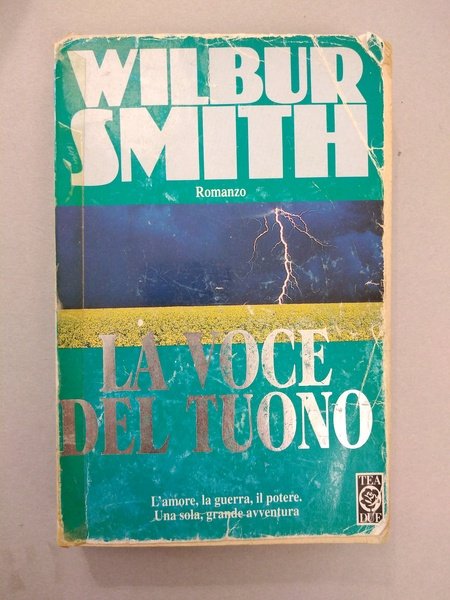 WILBUR
SMITH
Romanzo
LA VOCE
DEL TUONO
L'amore, la guerra, il potere.
Una sola, grande avventura
TEA
DUE